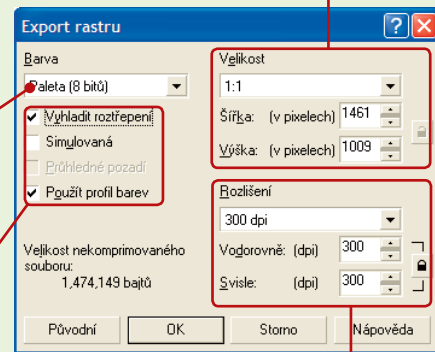 Export rastru
Barva
Paleta (8 bitů)
Vyhladit roztřepení
Simulovaná
Průhledné pozadí
Použít profil barev
Velikost nekomprimovaného
souboru:
1,474,149 bajtů
Velikost
1:1
Šířka: (v pixelech) 1461
Výška: (v pixelech) 1009
Rozlišení
300 dpi
Vodorovně: (dpi) 300
Svisle: (dpi) 300
Původní OK Storno Nápověda